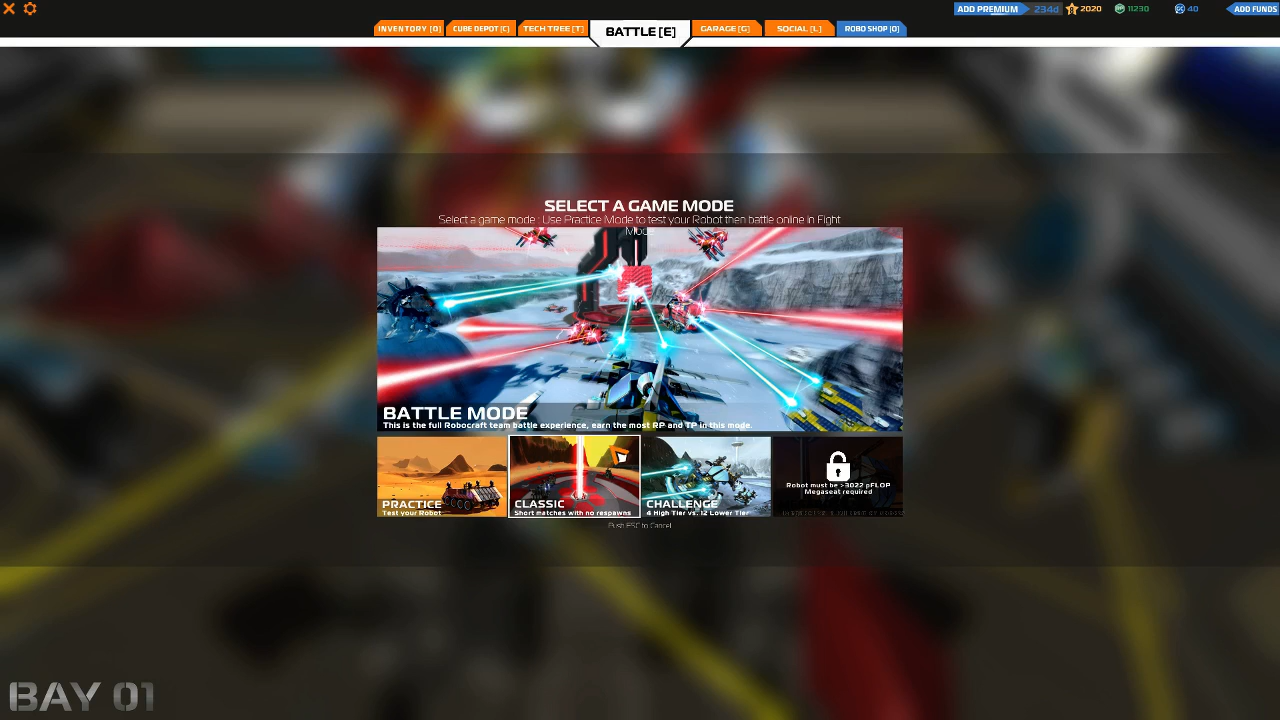 ADD PREMIUM 234d 2020 11230 40 ADD FUNDS
INVENTORY [O] CUBE DEPOT [C] TECH TREE [T] BATTLE [E] GARAGE [G] SOCIAL [L] ROBO SHOP [O]
SELECT A GAME MODE
Select a game mode : Use Practice Mode to test your Robot then battle online in Fight
Mode
BATTLE MODE
This is the full Robocraft team battle experience, earn the most RP and TP in this mode.
PRACTICE
Test your Robot
CLASSIC
Short matches with no respawns
CHALLENGE
4 High Tier vs. 12 Lower Tier
Robot must be >3022 pFLOP
Megaseat required
Push ESC to Cancel
BAY 01